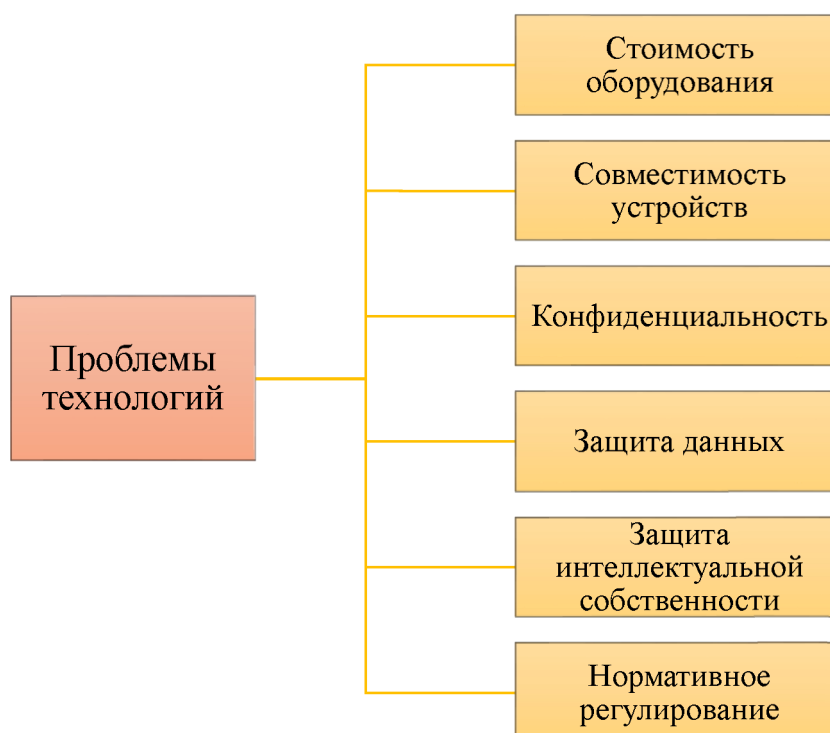 Стоимость
оборудования
Совместимость
устройств
Конфиденциальность
Проблемы
технологий
Защита данных
Защита
интеллектуальной
собственности
Нормативное
регулирование